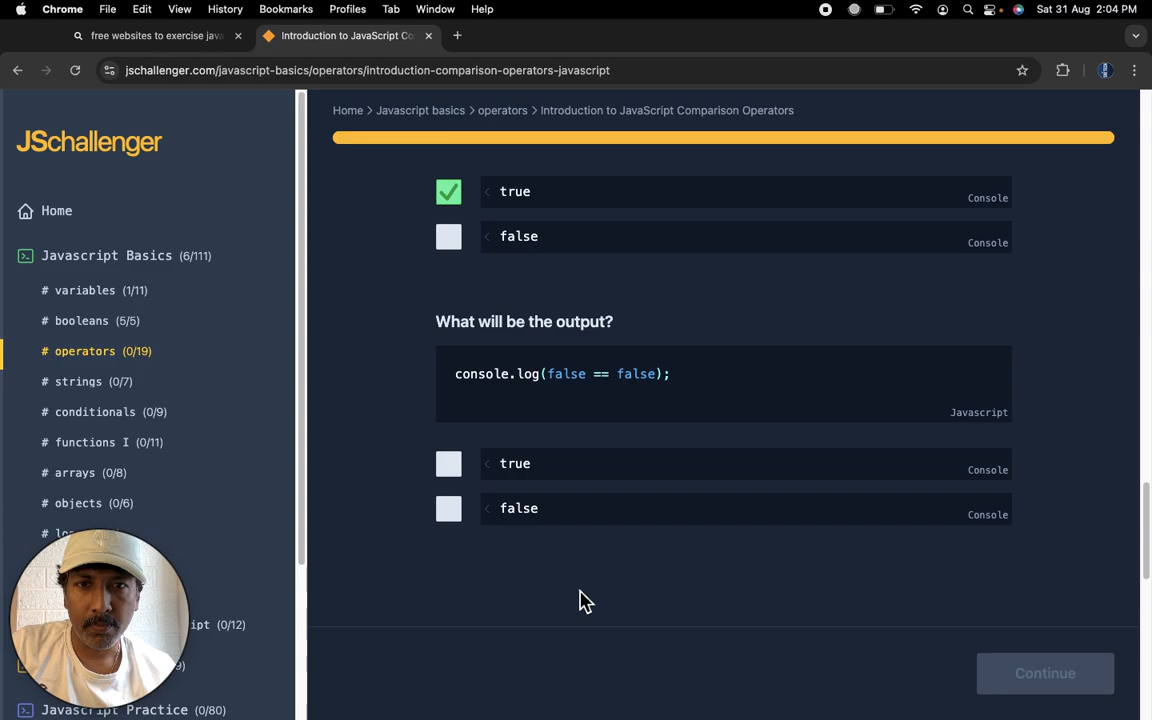 Chrome File Edit View History Bookmarks Profiles Tab Window Help Sat 31 Aug 2:04 PM
free websites to exercise java
Introduction to JavaScript Co
jschallenger.com/javascript-basics/operators/introduction-comparison-operators-javascript
JSchallenger
Home
Javascript Basics (6/111)
# variables (1/11)
# booleans (5/5)
# operators (0/19)
# strings (0/7)
# conditionals (0/9)
# functions I (0/11)
# arrays (0/8)
# objects (0/6)
ipt (0/12)
Javascript Practice (0/80)
Home > Javascript basics > operators > Introduction to JavaScript Comparison Operators
true
Console
false
Console
What will be the output?
console.log(false == false);
Javascript
true
Console
false
Console
Continue